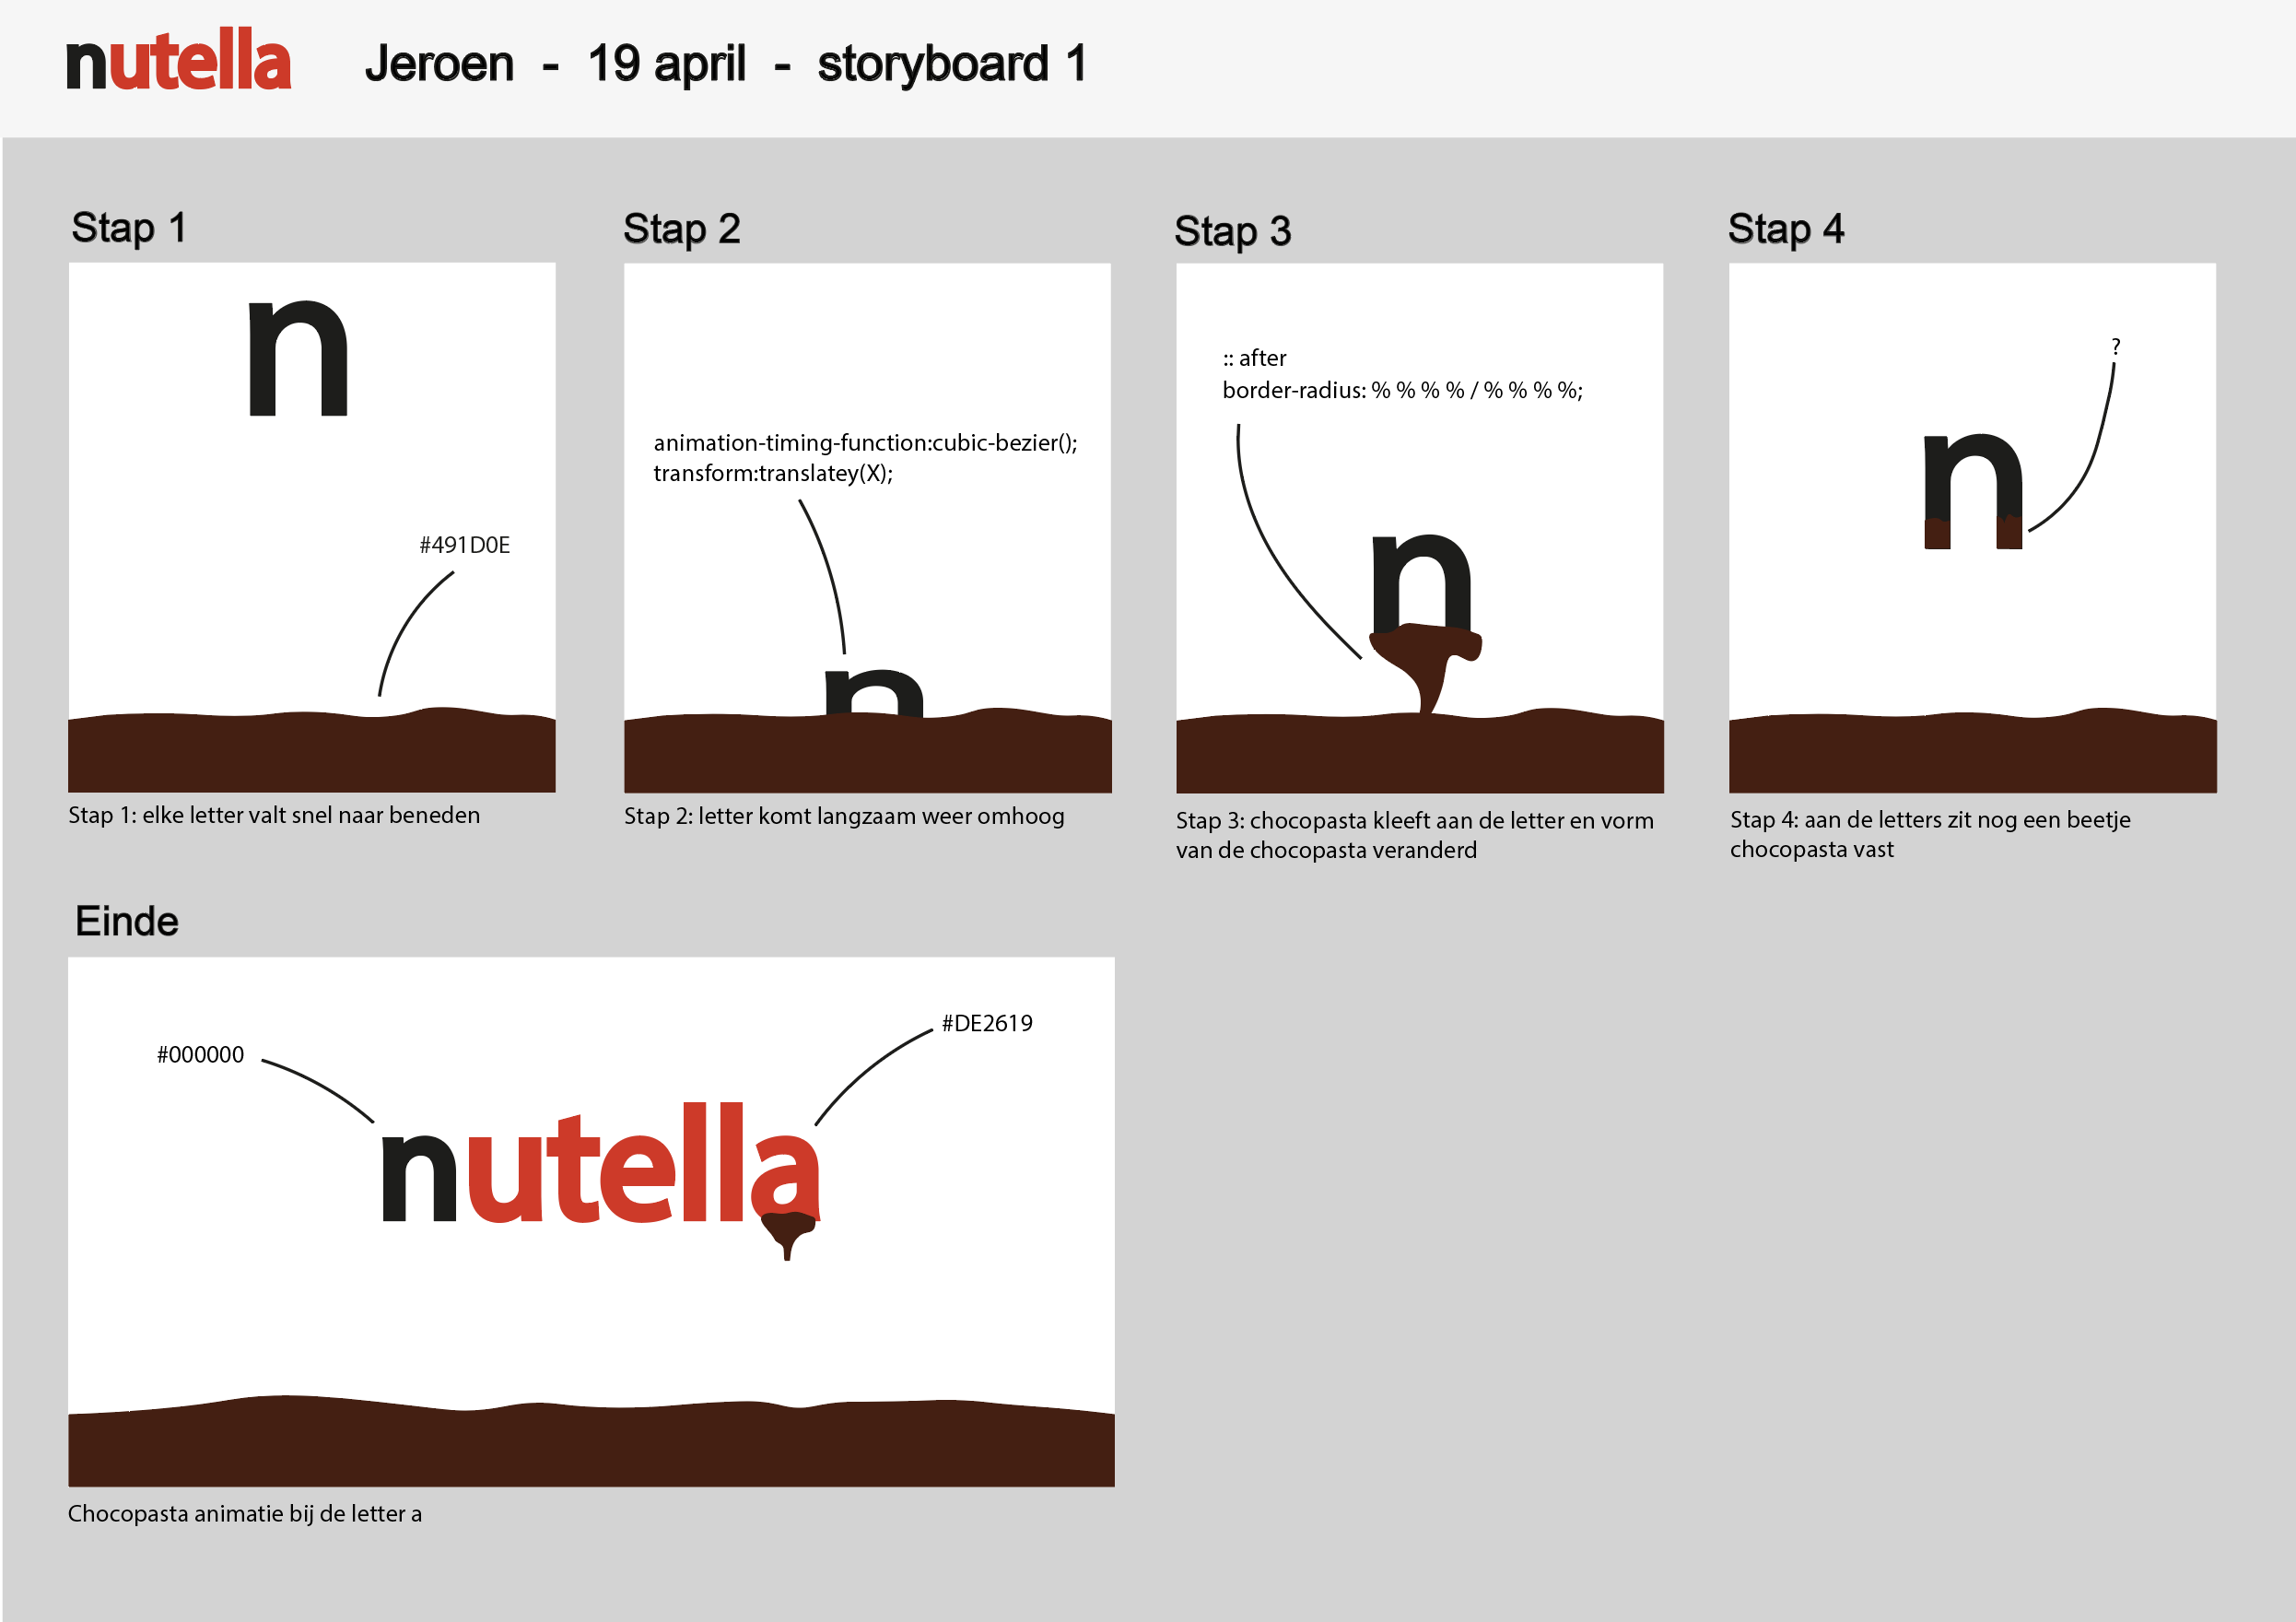 nutella Jeroen - 19 april - storyboard 1
Stap 1
Stap 2
Stap 3
Stap 4
n
#491D0E
Stap 1: elke letter valt snel naar beneden
animation-timing-function:cubic-bezier();
transform:translatey(X);
n
Stap 2: letter komt langzaam weer omhoog
:: after
border-radius: % % % % / % % % %;
n
Stap 3: chocopasta kleeft aan de letter en vorm
van de chocopasta veranderd
?
n
Stap 4: aan de letters zit nog een beetje
chocopasta vast
Einde
#DE2619
#000000
nutella
Chocopasta animatie bij de letter a